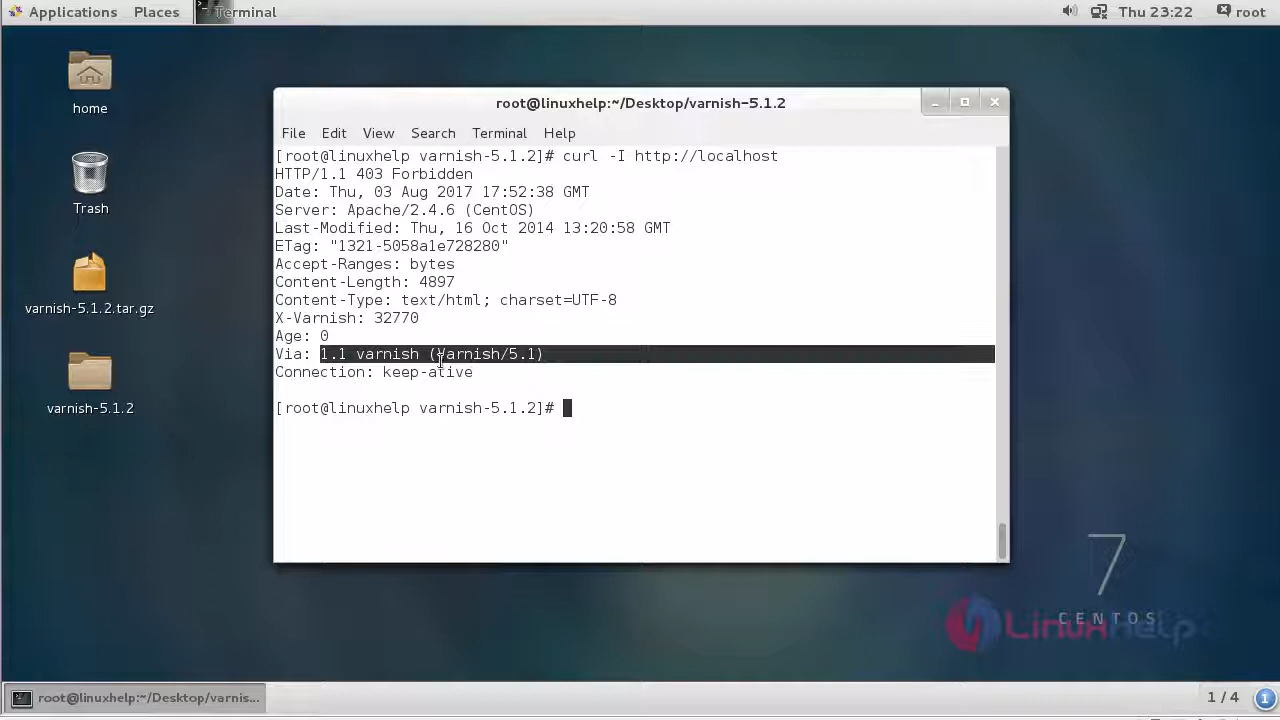 Applications Places Terminal Thu 23:22 root
home
Trash
varnish-5.1.2.tar.gz
varnish-5.1.2
root@linuxhelp:~/Desktop/varnish-5.1.2
File Edit View Search Terminal Help
[root@linuxhelp varnish-5.1.2]# curl -I http://localhost
HTTP/1.1 403 Forbidden
Date: Thu, 03 Aug 2017 17:52:38 GMT
Server: Apache/2.4.6 (CentOS)
Last-Modified: Thu, 16 Oct 2014 13:20:58 GMT
ETag: "1321-5058a1e728280"
Accept-Ranges: bytes
Content-Length: 4897
Content-Type: text/html; charset=UTF-8
X-Varnish: 32770
Age: 0
Via: 1.1 varnish (Varnish/5.1)
Connection: keep-ative
[root@linuxhelp varnish-5.1.2]#
7
CENTOS
LinuxHelp
root@linuxhelp:~/Desktop/varnis... 1 / 4 1